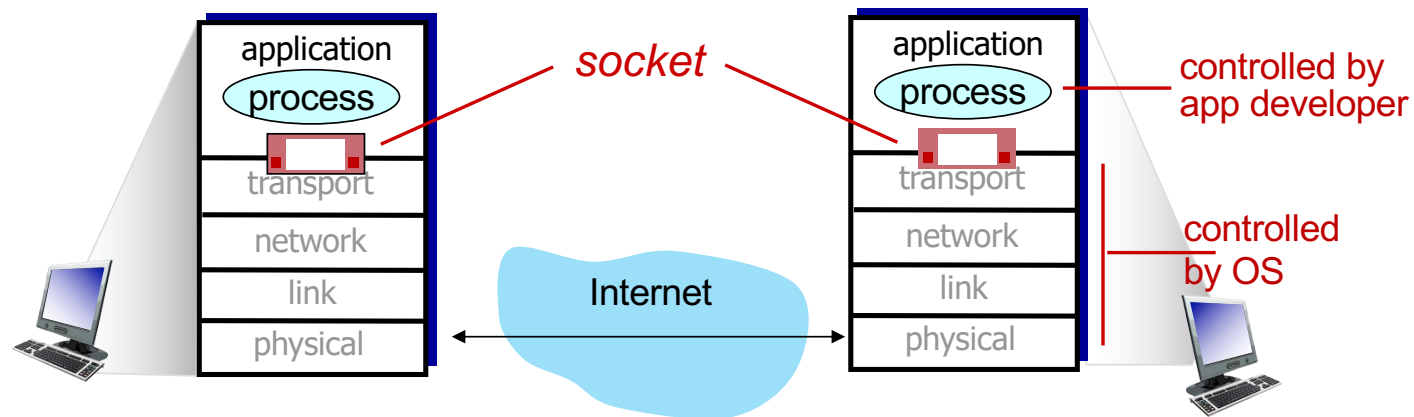 application
process
transport
network
link
physical
socket
Internet
application
process
transport
network
link
physical
controlled by
app developer
controlled
by OS